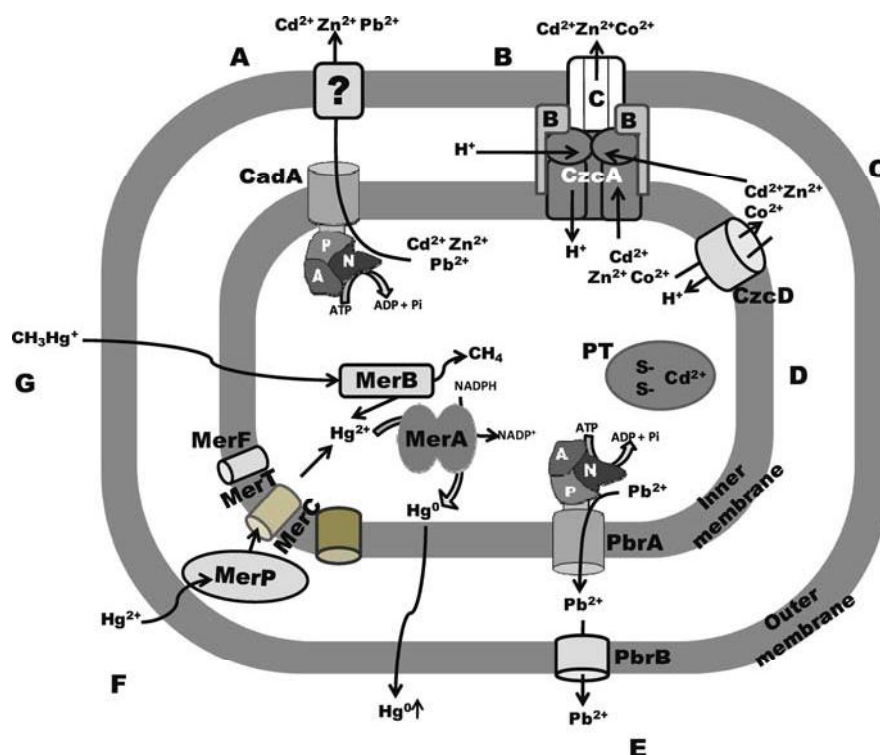 Cd²⁺ Zn²⁺ Pb²⁺
Cd²⁺Zn²⁺Co²⁺
A
B
?
C
B
B
H⁺
CzcA
C
CadA
Cd²⁺Zn²⁺
Co²⁺
P
A
N
Cd²⁺ Zn²⁺
Pb²⁺
H⁺
Cd²⁺
Zn²⁺ Co²⁺
H⁺
CzcD
ATP
ADP + Pi
CH₃Hg⁺
G
MerB
CH₄
PT
S-
S-
Cd²⁺
D
NADPH
Hg²⁺
MerA
NADP⁺
MerF
MerT
MerC
ATP
ADP + Pi
A
N
P
Pb²⁺
Inner
membrane
Hg⁰
PbrA
MerP
Hg²⁺
Pb²⁺
Outer
membrane
PbrB
F
Hg⁰↑
Pb²⁺
E